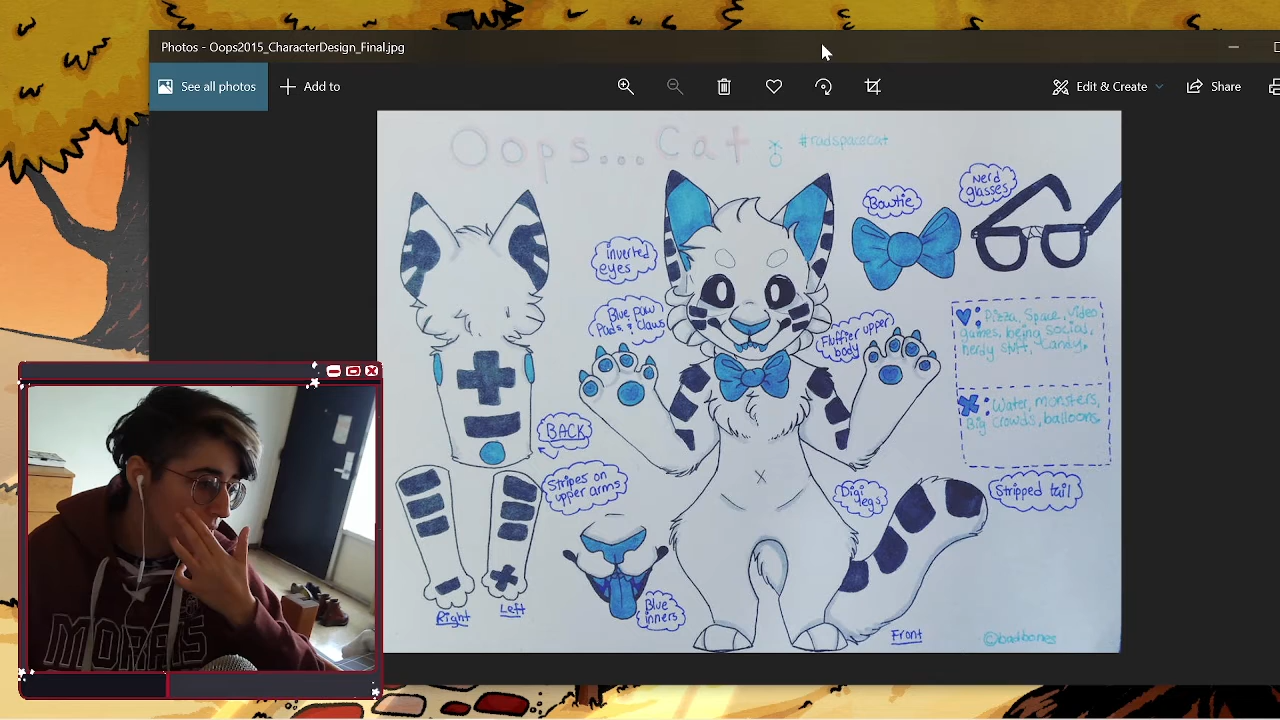 Photos - Oops2015_CharacterDesign_Final.jpg
See all photos
Add to
Edit & Create
Share
Oops...Cat
#radspacecat
Bowtie
Nerd
glasses
inverted
eyes
Blue paw
Pads & Claws
Fluffier upper
body
: Pizza, Space, video
games, being social,
nerdy sh*t, Candy.
: Water, monsters,
Big crowds, balloons
BACK
Stripes on
upper arms
Digi
legs
Stripped tail
Blue
inners
Right
Left
Front
©badbones
MORRIS